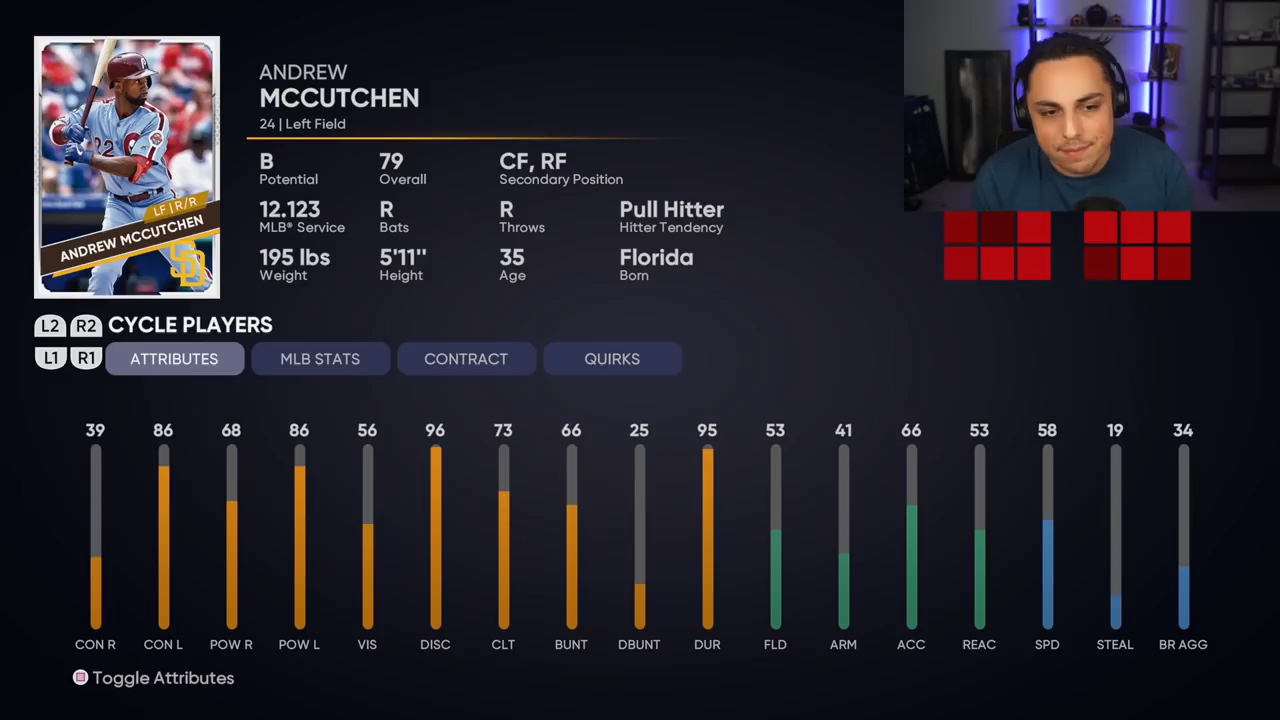 22
LF | R/R
ANDREW MCCUTCHEN
SD
ANDREW
MCCUTCHEN
24 | Left Field
B 79 CF, RF
Potential Overall Secondary Position
12.123 R R Pull Hitter
MLB® Service Bats Throws Hitter Tendency
195 lbs 5'11" 35 Florida
Weight Height Age Born
L2 R2 CYCLE PLAYERS
L1 R1 ATTRIBUTES MLB STATS CONTRACT QUIRKS
39 86 68 86 56 96 73 66 25 95 53 41 66 53 58 19 34
CON R CON L POW R POW L VIS DISC CLT BUNT DBUNT DUR FLD ARM ACC REAC SPD STEAL BR AGG
Toggle Attributes